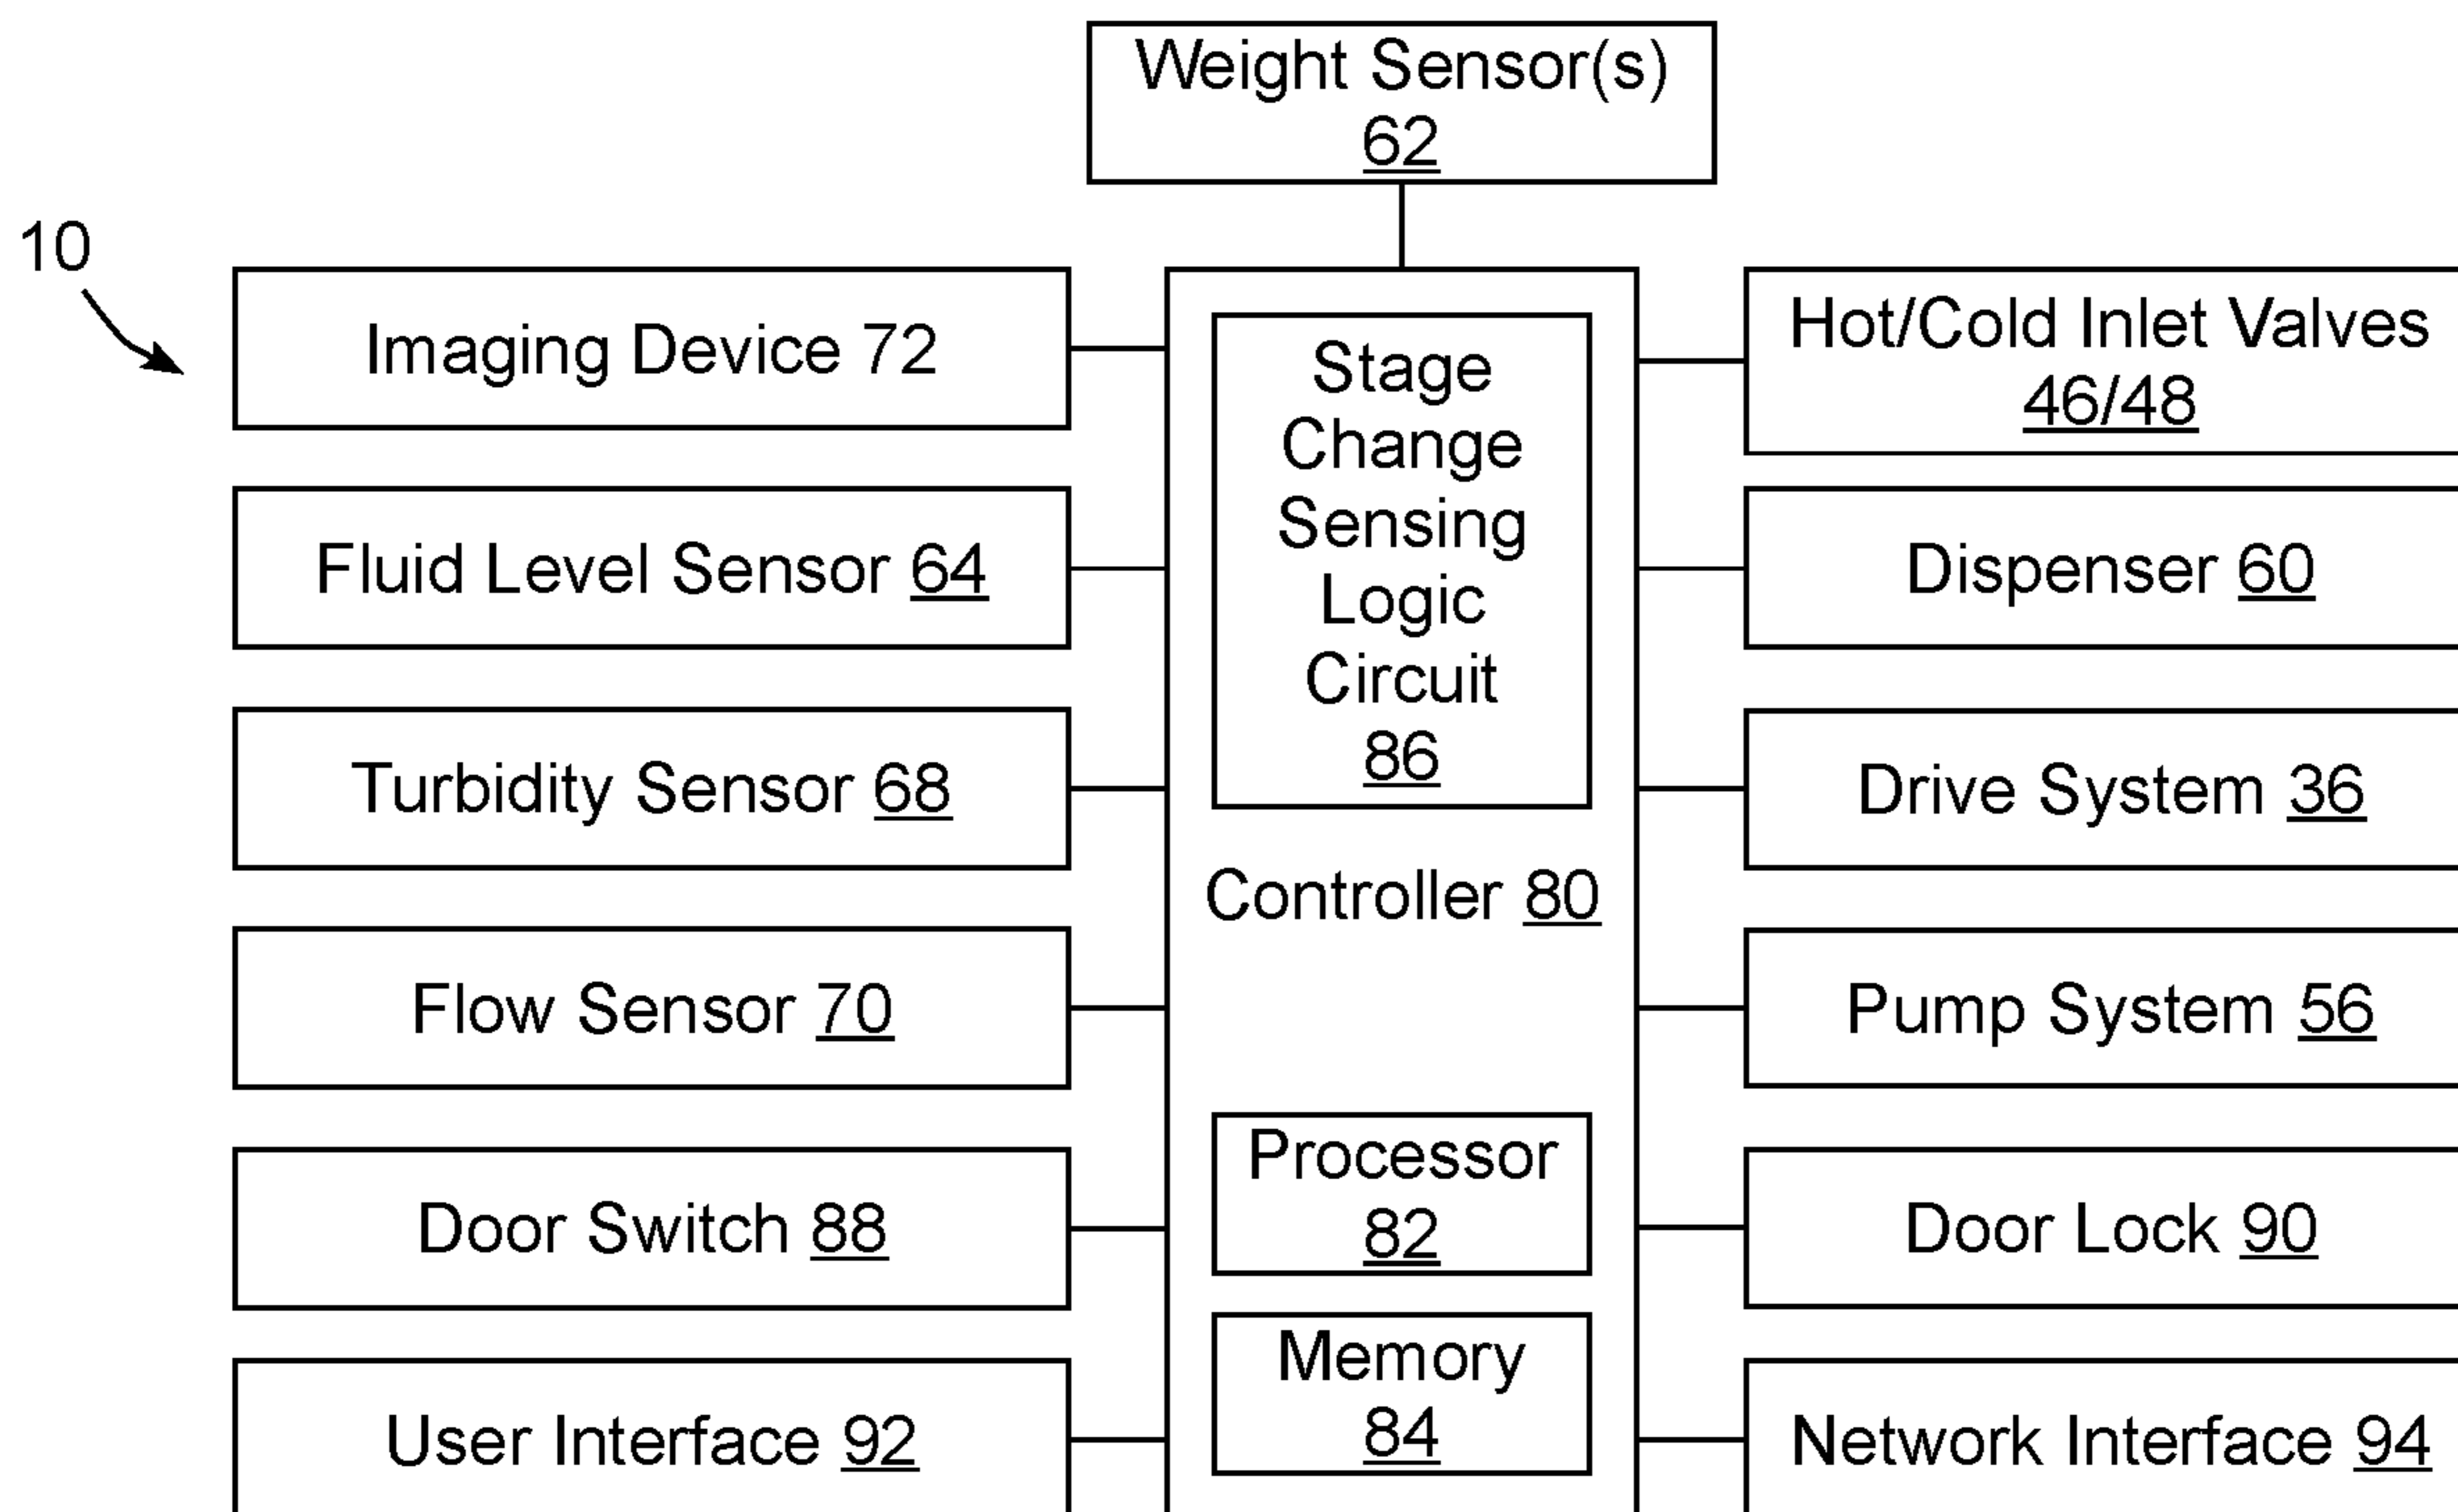 Weight Sensor(s)
62
10
Imaging Device 72
Fluid Level Sensor 64
Turbidity Sensor 68
Flow Sensor 70
Door Switch 88
User Interface 92
Stage
Change
Sensing
Logic
Circuit
86
Controller 80
Processor
82
Memory
84
Hot/Cold Inlet Valves
46/48
Dispenser 60
Drive System 36
Pump System 56
Door Lock 90
Network Interface 94